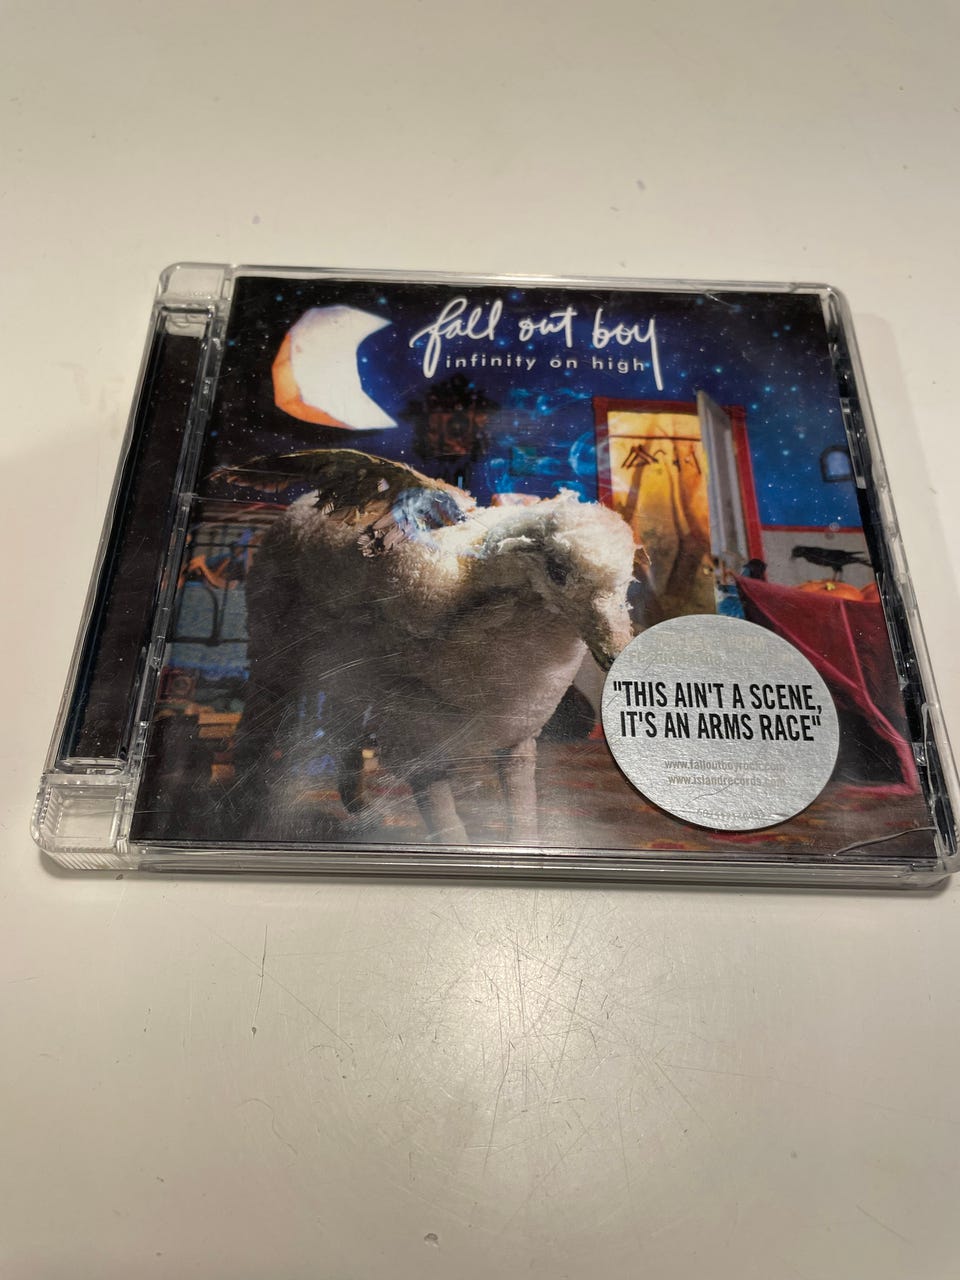 fall out boy
infinity on high
"THIS AIN'T A SCENE,
IT'S AN ARMS RACE"
www.falloutboyrock.com
www.islandrecords.com